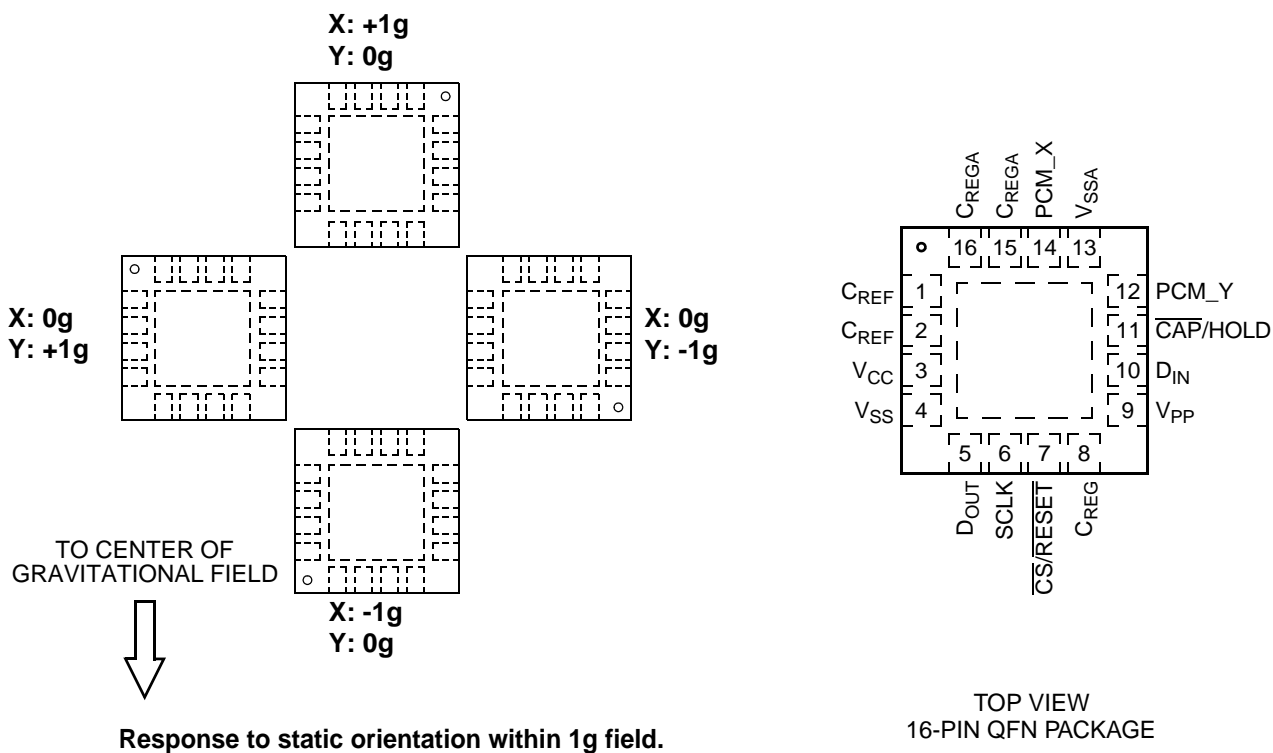 X: +1g
Y: 0g
X: 0g
Y: +1g
X: 0g
Y: -1g
X: -1g
Y: 0g
TO CENTER OF
GRAVITATIONAL FIELD
Response to static orientation within 1g field.
CREGA
CREGA
PCM_X
VSSA
16 15 14 13
CREF 1
CREF 2
VCC 3
VSS 4
12 PCM_Y
11 CAP/HOLD
10 DIN
9 VPP
5 6 7 8
DOUT
SCLK
CS/RESET
CREG
TOP VIEW
16-PIN QFN PACKAGE